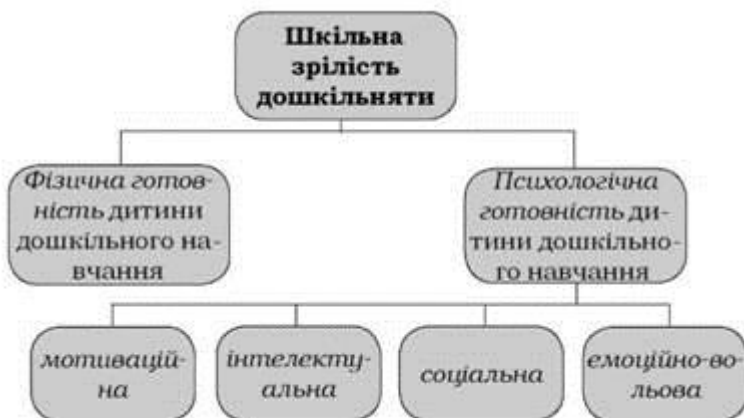 Шкільна
зрілість
дошкільняти
Фізична готов-
ність дитини
дошкільного на-
вчання
Психологічна
готовність ди-
тини дошкільно-
го навчання
мотивацій-
на
інтелекту-
альна
соціальна
емоційно-во-
льова